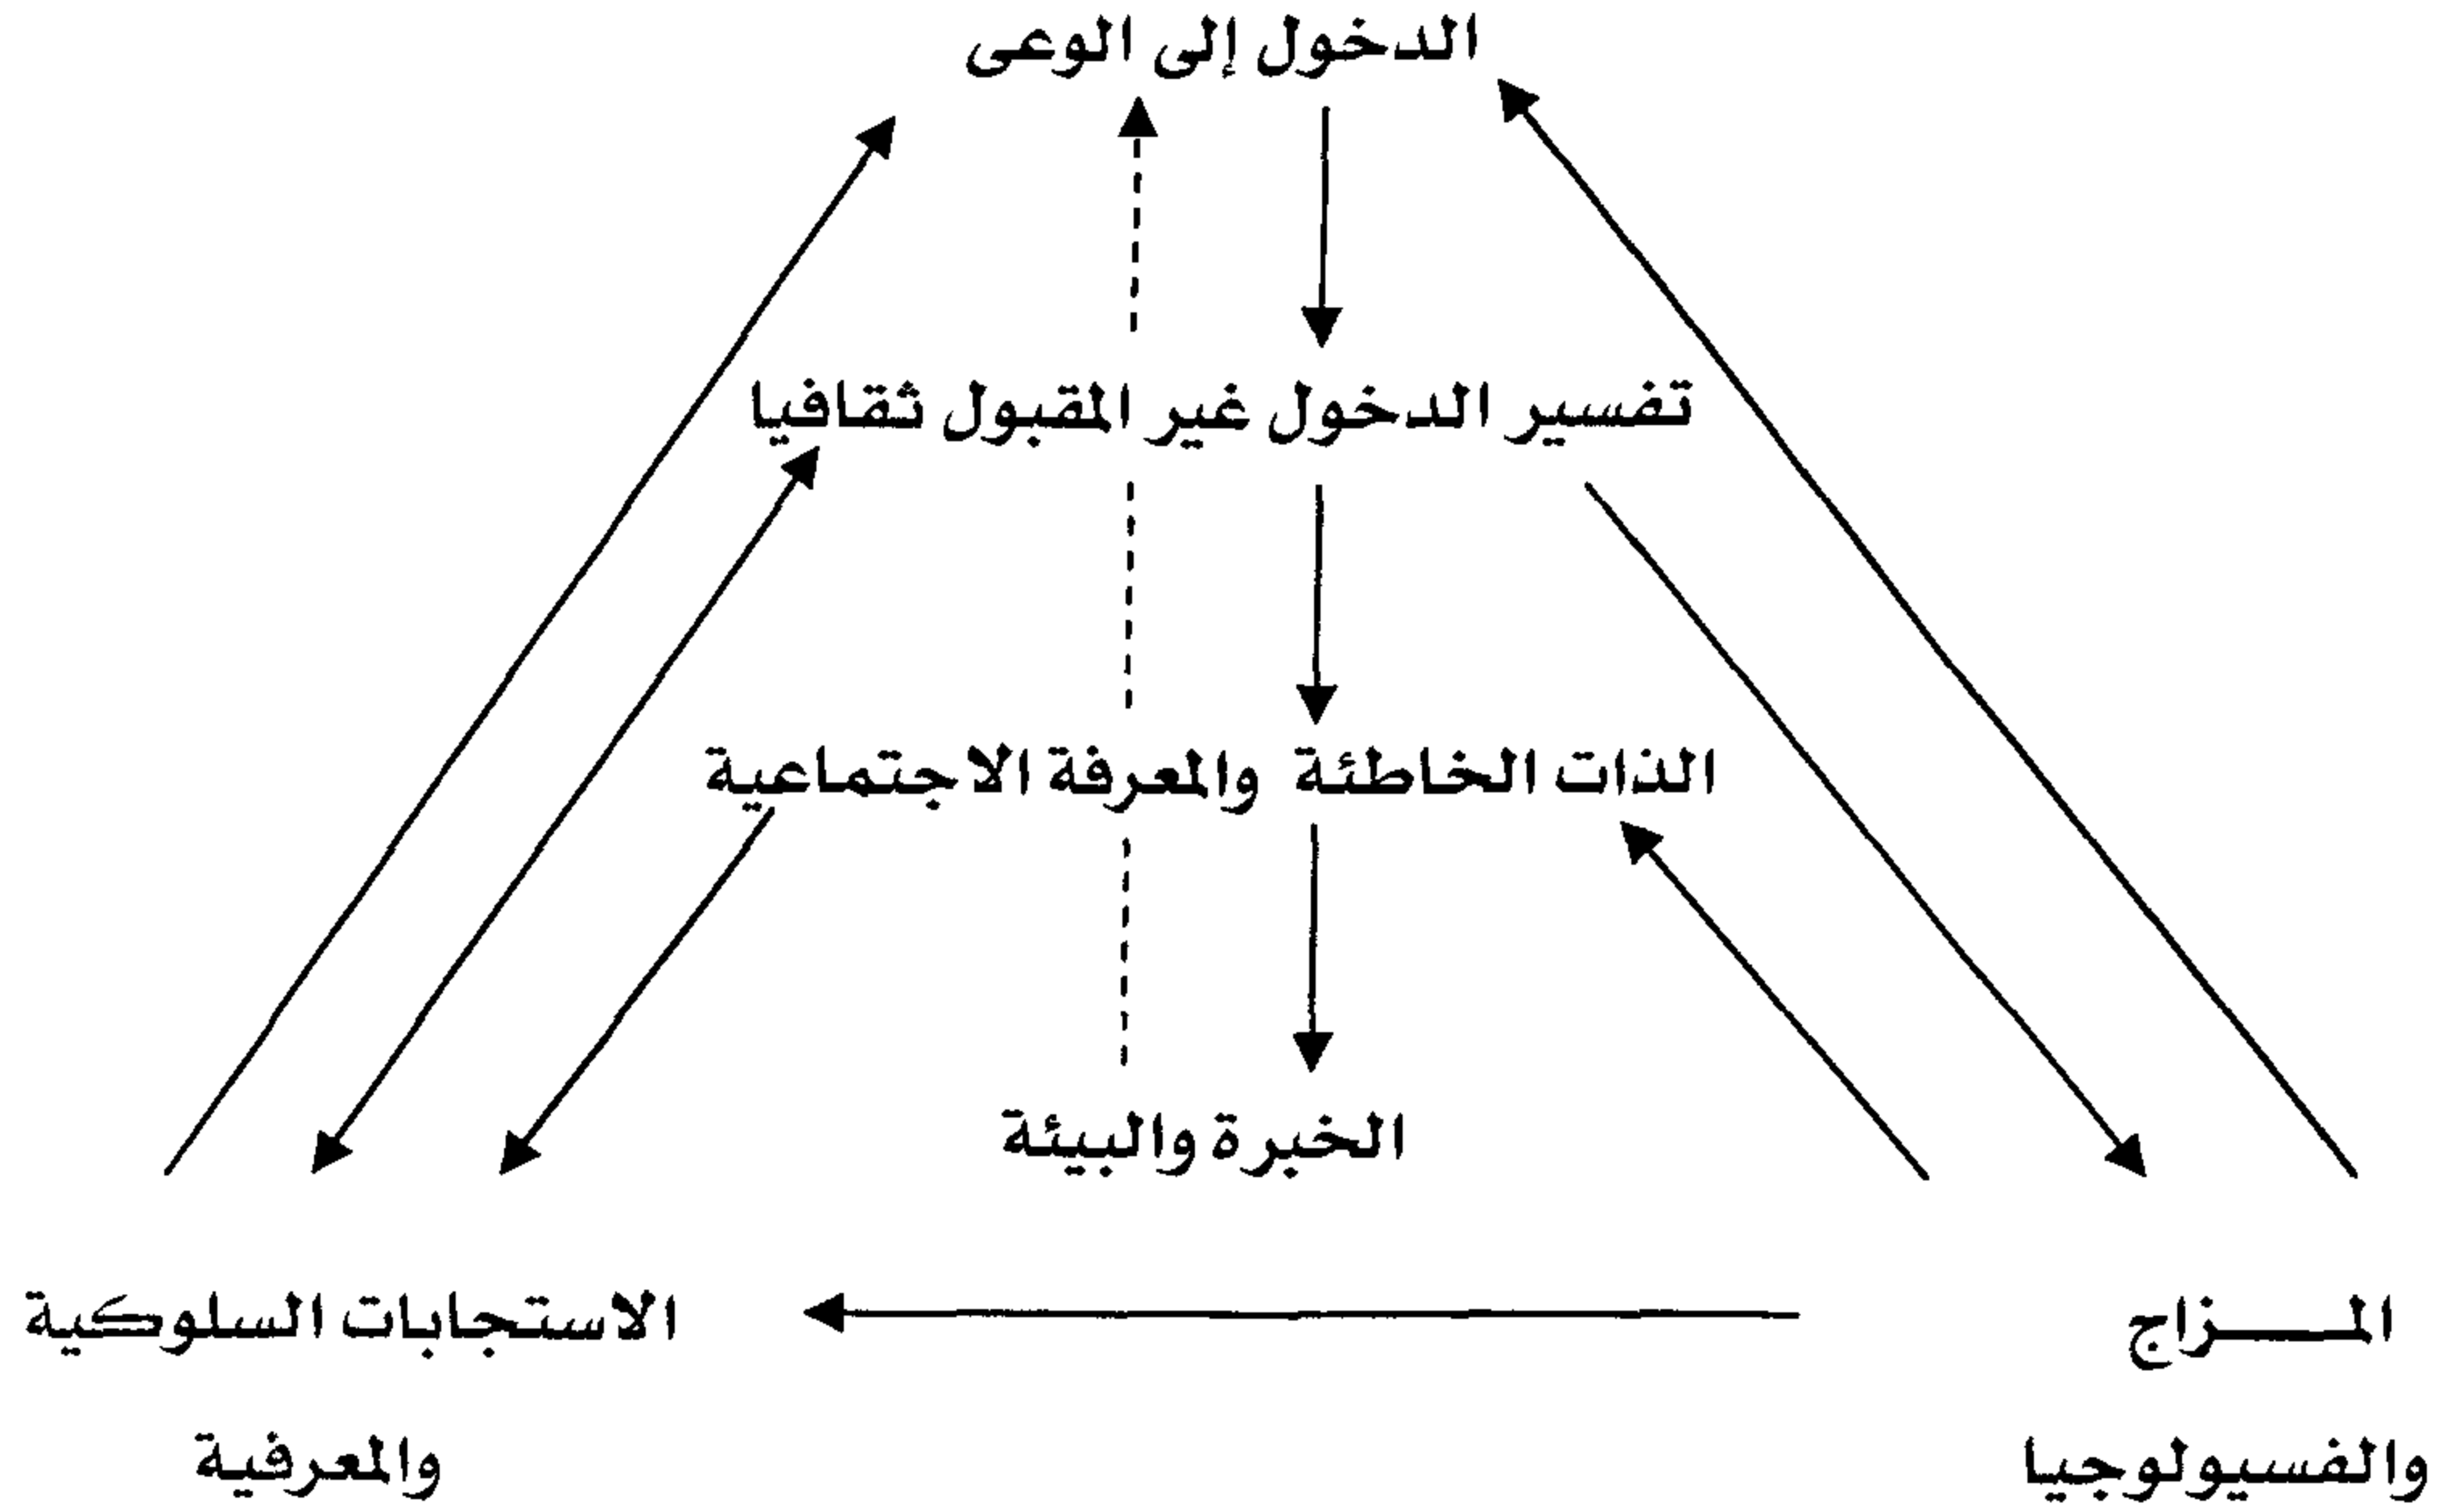 الدخول إلى الوعى
تفسير الدخول غير المقبول ثقافيا
الذات الخاطئة والمعرفة الاجتماعية
الخبرة والبيئة
المـــــزاج
والفسيولوجيا
الاستجابات السلوكية
والمعرفية